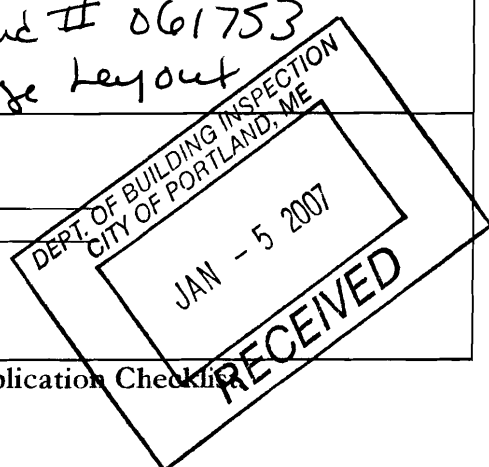 # 061753
Layout
DEPT. OF BUILDING INSPECTION
CITY OF PORTLAND, ME
JAN - 5 2007
RECEIVED
plication Checklist